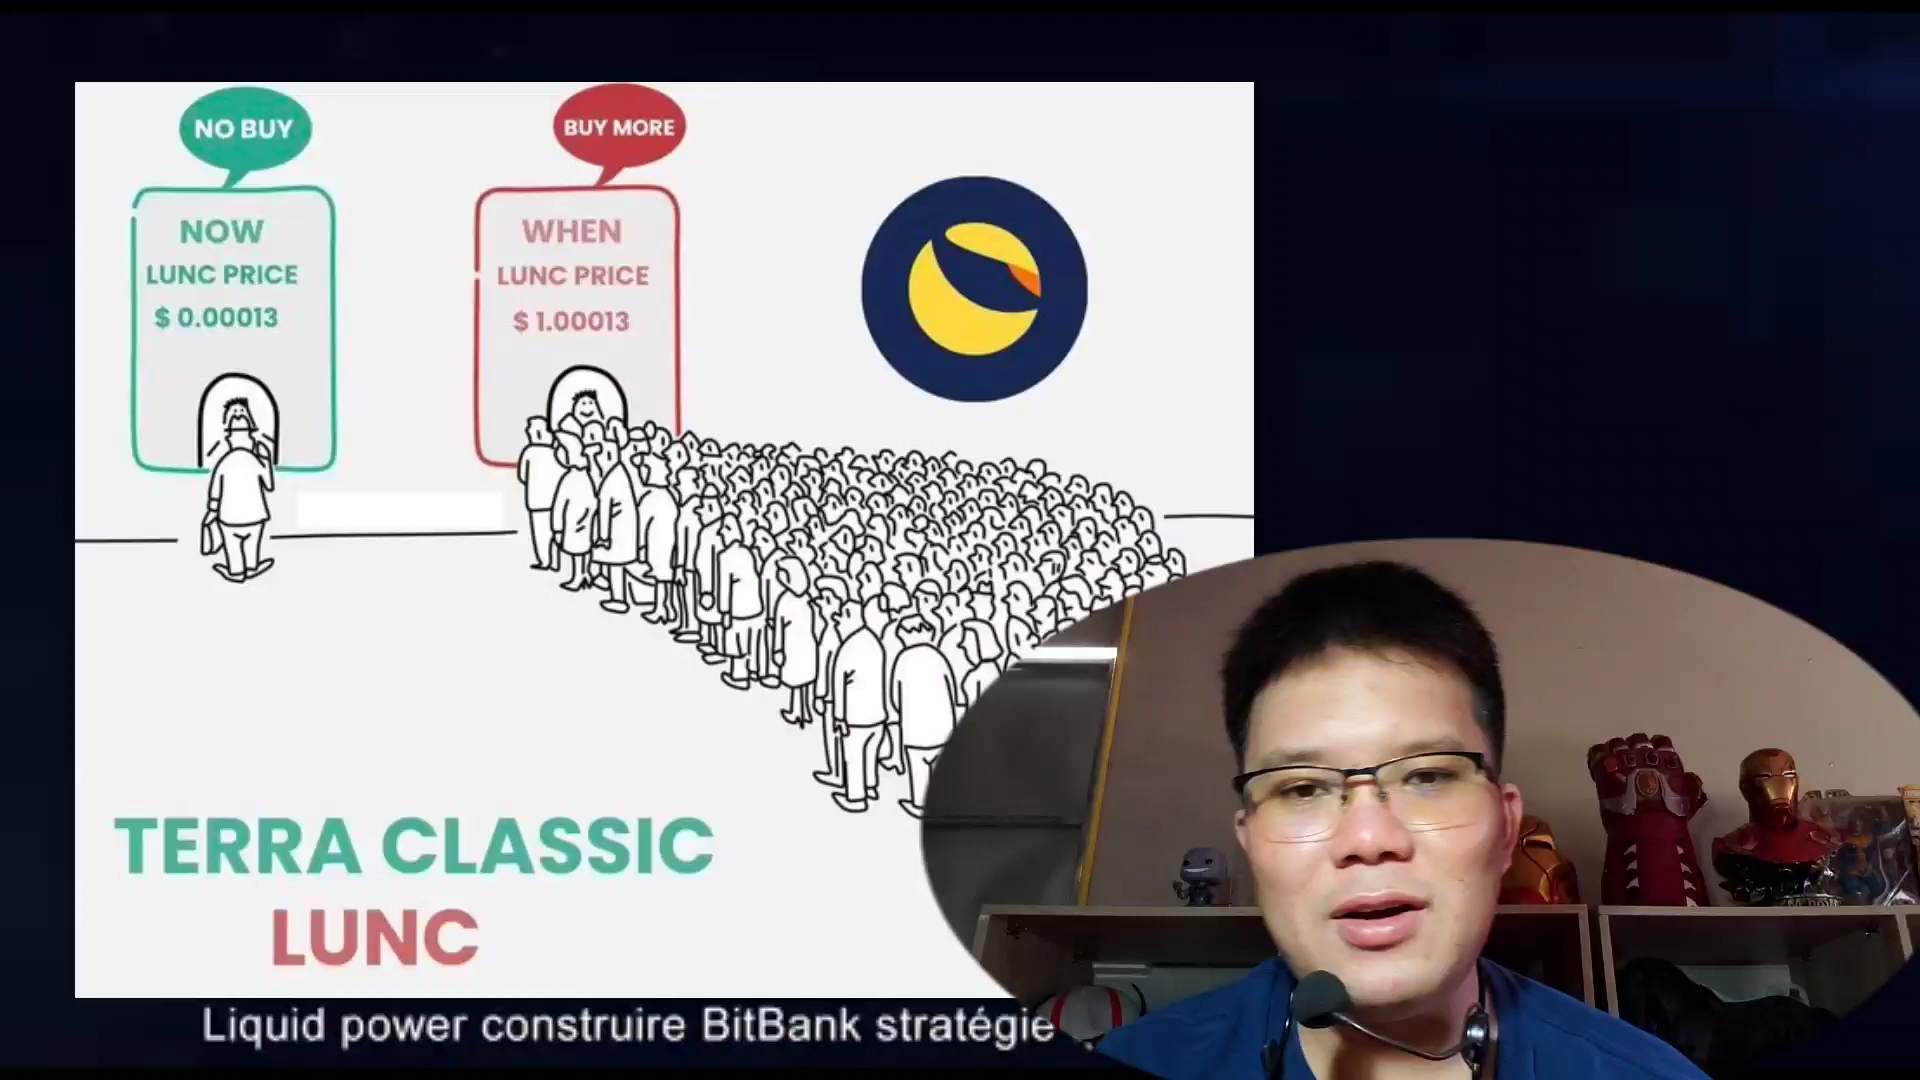 NO BUY
NOW
LUNC PRICE
$ 0.00013
BUY MORE
WHEN
LUNC PRICE
$ 1.00013
TERRA CLASSIC
LUNC
Liquid power construire BitBank stratégie